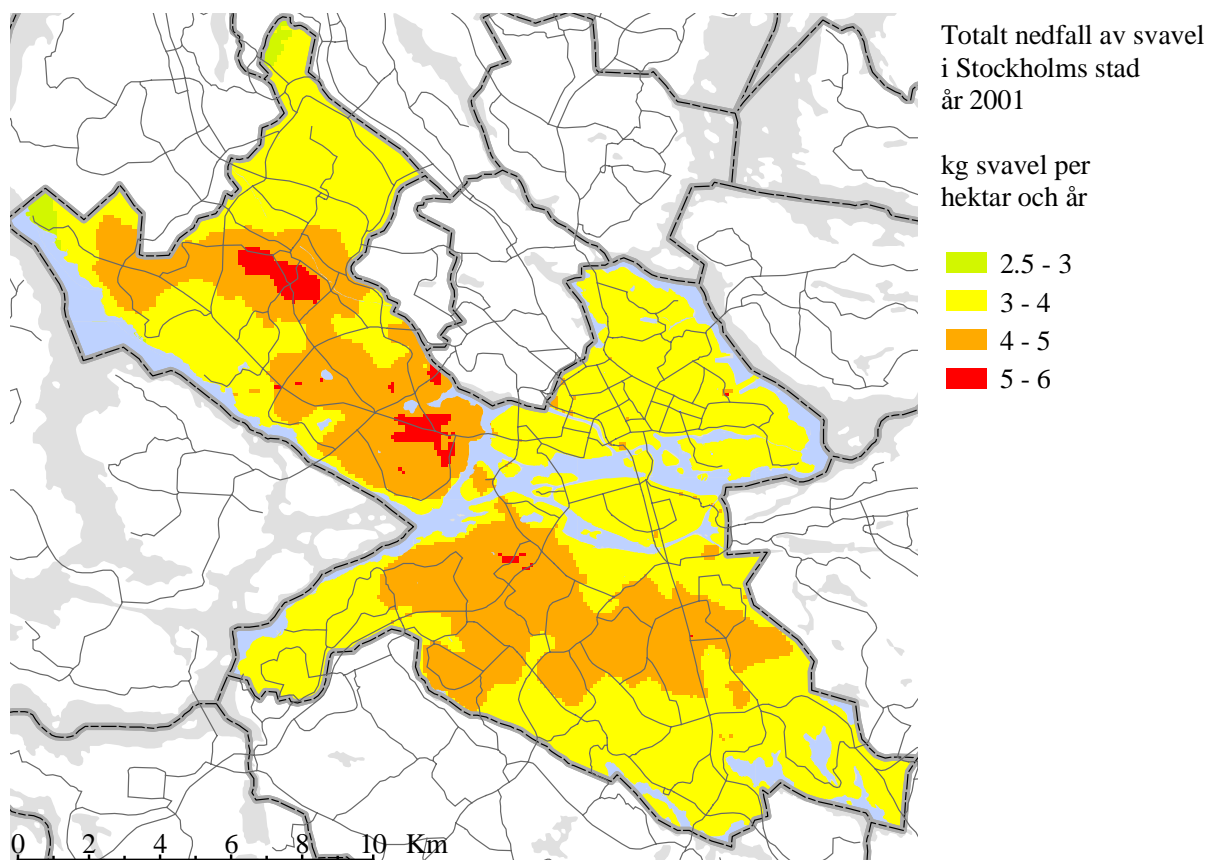 Totalt nedfall av svavel
i Stockholms stad
år 2001
kg svavel per
hektar och år
2.5 - 3
3 - 4
4 - 5
5 - 6
0 2 4 6 8 10 Km